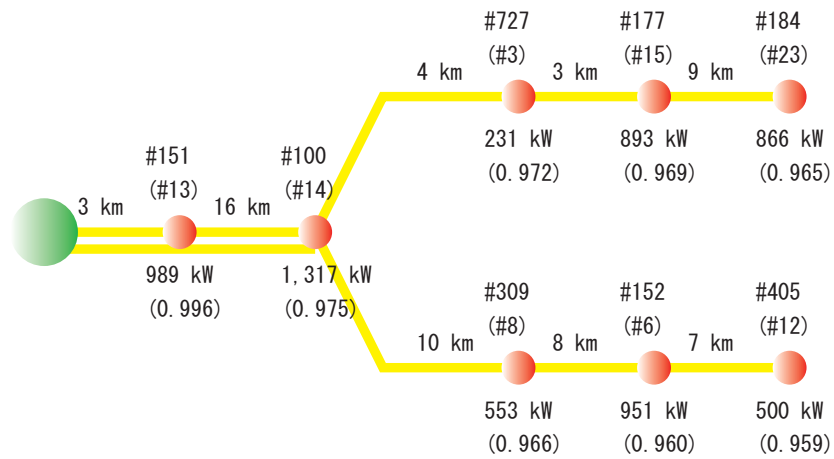 #727
(#3)
#177
(#15)
#184
(#23)
4 km
3 km
9 km
231 kW
(0.972)
893 kW
(0.969)
866 kW
(0.965)
#151
(#13)
#100
(#14)
3 km
16 km
989 kW
(0.996)
1,317 kW
(0.975)
#309
(#8)
#152
(#6)
#405
(#12)
10 km
8 km
7 km
553 kW
(0.966)
951 kW
(0.960)
500 kW
(0.959)